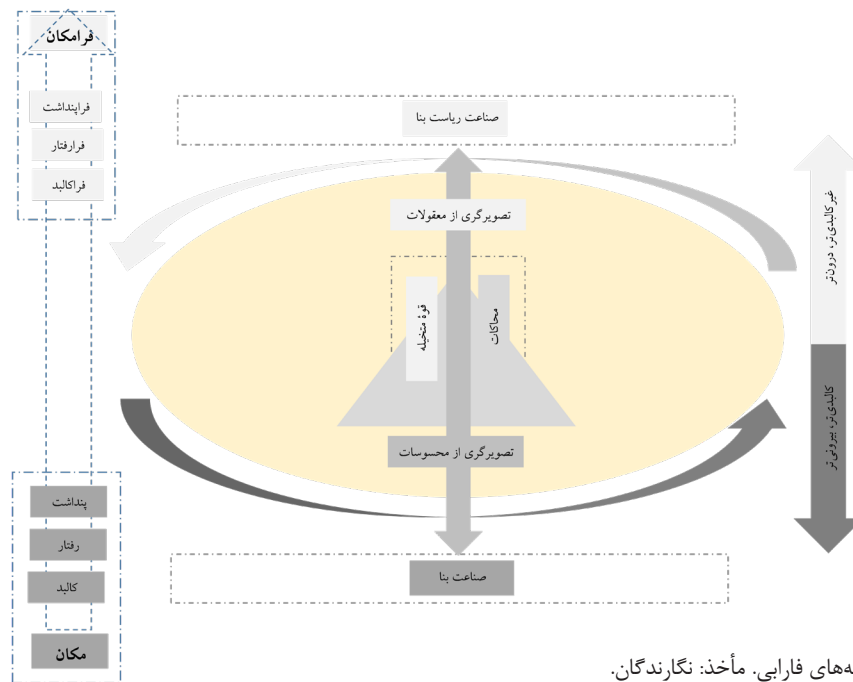 فرامکان
فراپنداشت
فرارفتار
فراکالبد
صناعت ریاست بنا
تصویرگری از معقولات
قوهٔ متخیله
محاکات
تصویرگری از محسوسات
صناعت بنا
غیرکالبدی‌تر، درون‌تر
کالبدی‌تر، بیرونی‌تر
پنداشت
رفتار
کالبد
مکان
ه‌های فارابی. مأخذ: نگارندگان.